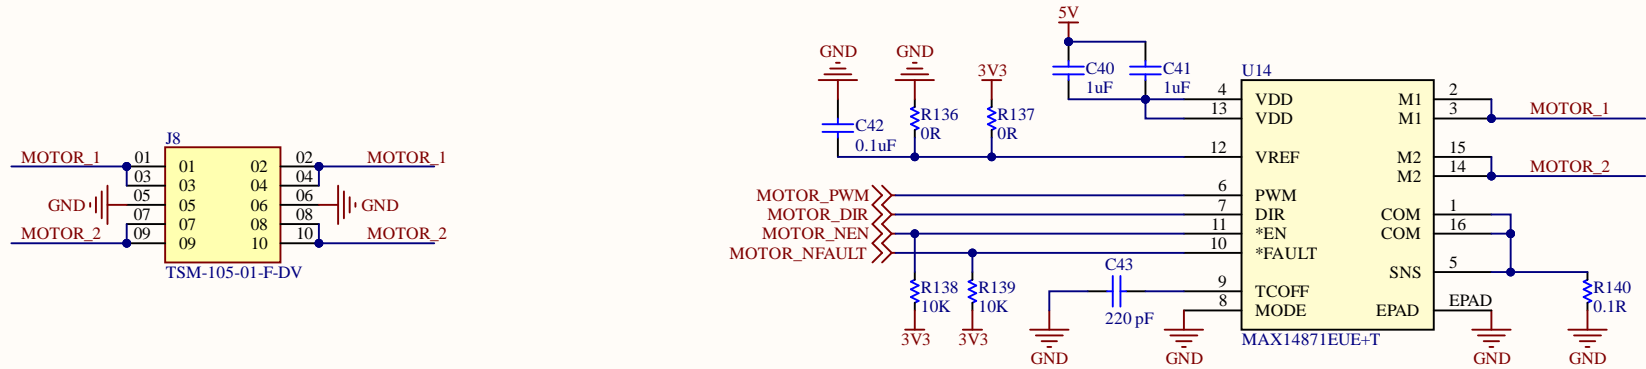 J8
MOTOR_1
01
03
GND
05
07
MOTOR_2
09
01
03
05
07
09
02
04
06
08
10
02
MOTOR_1
04
06
GND
08
10
MOTOR_2
TSM-105-01-F-DV
5V
GND
GND
3V3
C40
1uF
C41
1uF
C42
0.1uF
R136
0R
R137
0R
MOTOR_PWM
MOTOR_DIR
MOTOR_NEN
MOTOR_NFAULT
R138
10K
3V3
R139
10K
3V3
C43
220 pF
GND
GND
U14
4
VDD
13
VDD
12
VREF
6
PWM
7
DIR
11
*EN
10
*FAULT
9
TCOFF
8
MODE
M1
2
M1
3
MOTOR_1
M2
15
M2
14
MOTOR_2
COM
1
COM
16
SNS
5
EPAD
EPAD
MAX14871EUE+T
GND
R140
0.1R
GND